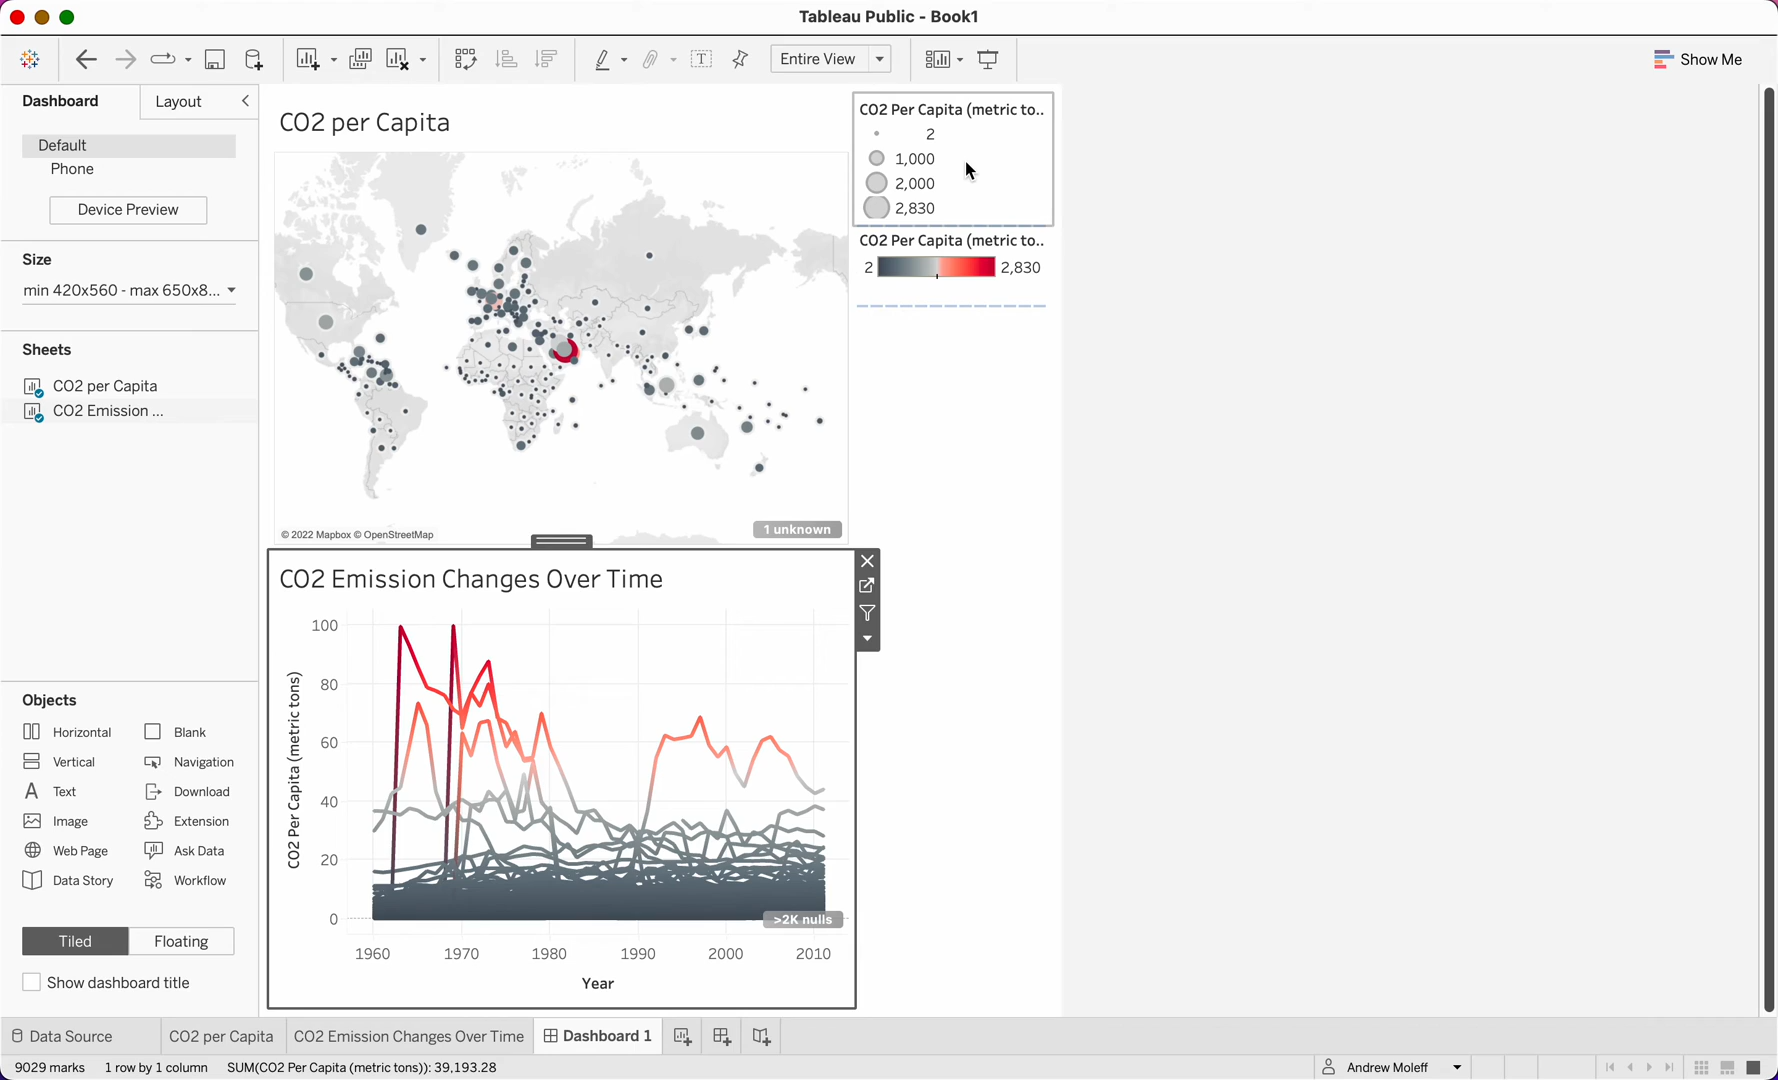 Tableau Public - Book1
Entire View
Show Me
Dashboard
Layout
Default
Phone
Device Preview
Size
min 420x560 - max 650x8...
Sheets
CO2 per Capita
CO2 Emission ...
Objects
Horizontal
Blank
Vertical
Navigation
Text
Download
Image
Extension
Web Page
Ask Data
Data Story
Workflow
Tiled
Floating
Show dashboard title
CO2 per Capita
© 2022 Mapbox © OpenStreetMap
1 unknown
CO2 Per Capita (metric to..
2
1,000
2,000
2,830
CO2 Per Capita (metric to..
2
2,830
CO2 Emission Changes Over Time
CO2 Per Capita (metric tons)
100
80
60
40
20
0
>2K nulls
1960
1970
1980
1990
2000
2010
Year
Data Source
CO2 per Capita
CO2 Emission Changes Over Time
Dashboard 1
9029 marks
1 row by 1 column
SUM(CO2 Per Capita (metric tons)): 39,193.28
Andrew Moleff